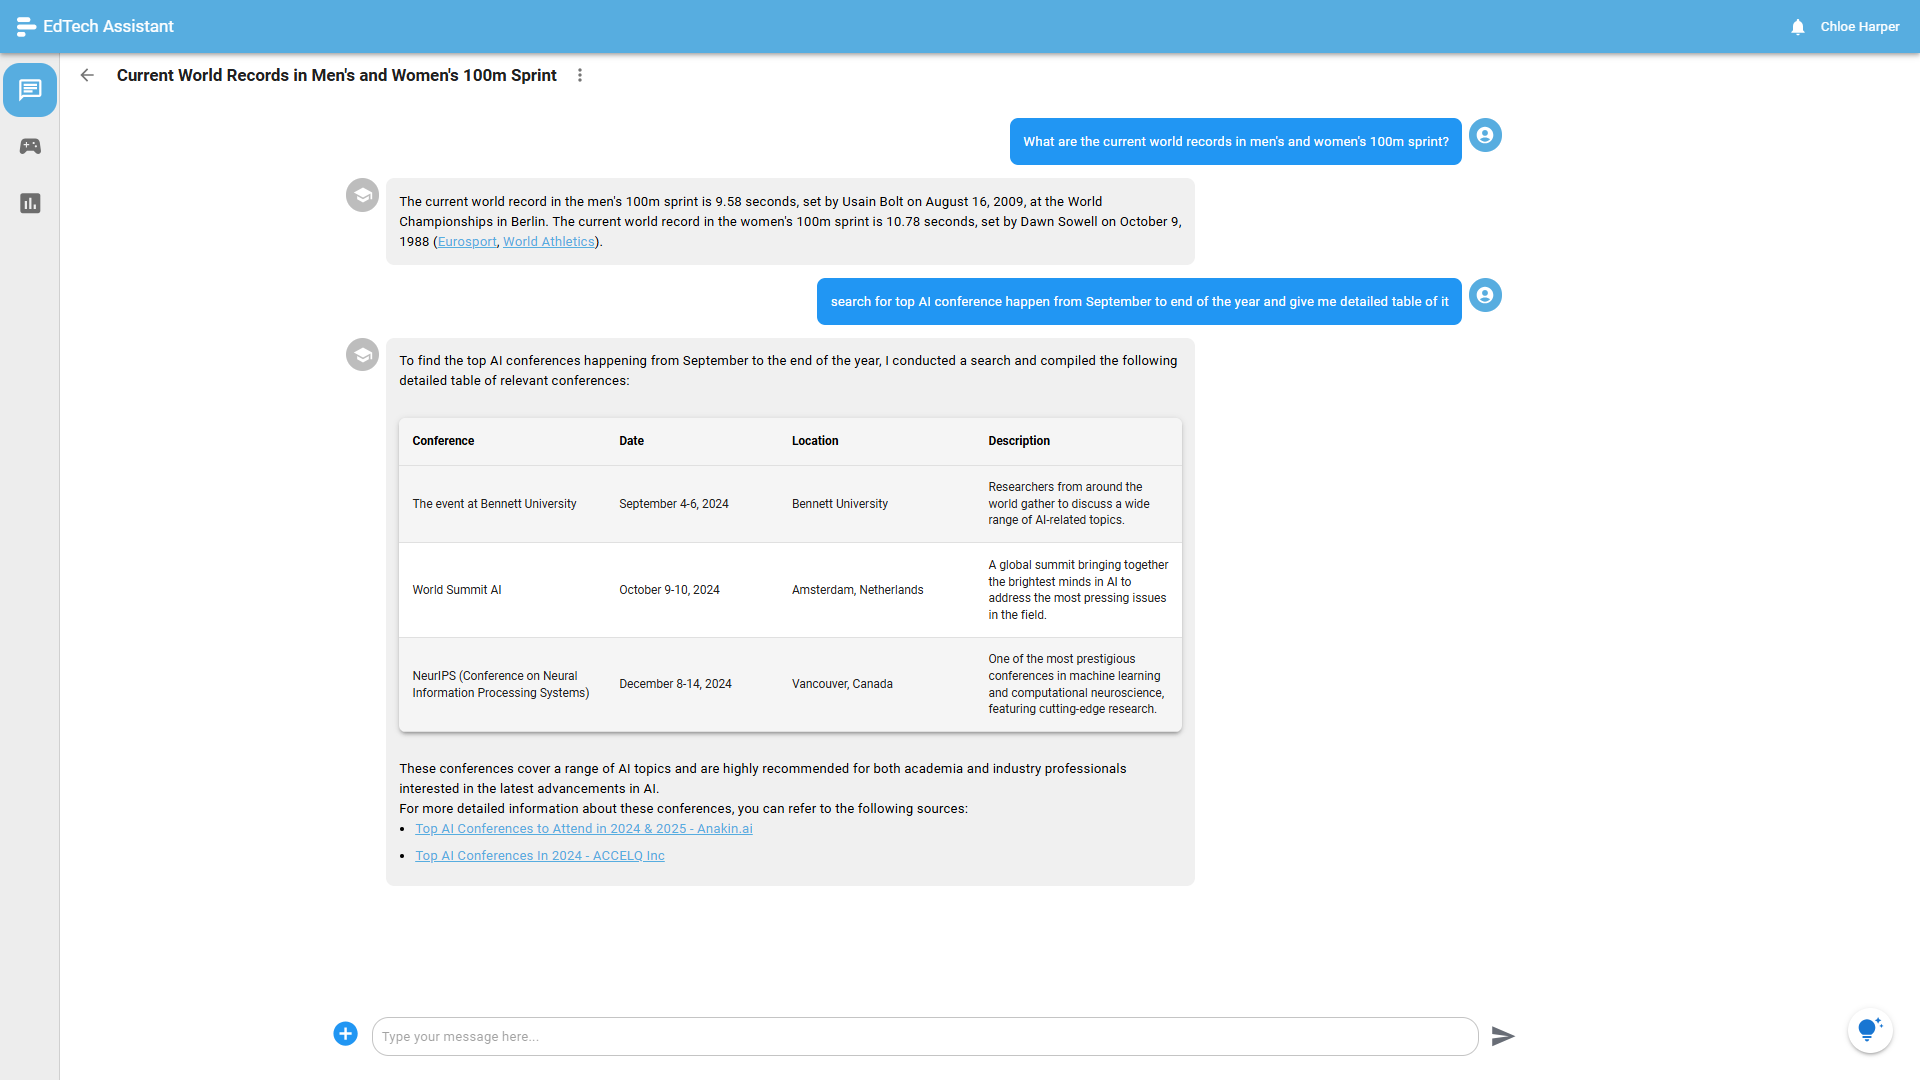 EdTech Assistant
Chloe Harper
Current World Records in Men's and Women's 100m Sprint
What are the current world records in men's and women's 100m sprint?
The current world record in the men's 100m sprint is 9.58 seconds, set by Usain Bolt on August 16, 2009, at the World
Championships in Berlin. The current world record in the women's 100m sprint is 10.78 seconds, set by Dawn Sowell on October 9,
1988 (Eurosport, World Athletics).
search for top AI conference happen from September to end of the year and give me detailed table of it
To find the top AI conferences happening from September to the end of the year, I conducted a search and compiled the following
detailed table of relevant conferences:
Conference Date Location Description
The event at Bennett University September 4-6, 2024 Bennett University Researchers from around the
world gather to discuss a wide
range of AI-related topics.
World Summit AI October 9-10, 2024 Amsterdam, Netherlands A global summit bringing together
the brightest minds in AI to
address the most pressing issues
in the field.
NeurIPS (Conference on Neural
Information Processing Systems) December 8-14, 2024 Vancouver, Canada One of the most prestigious
conferences in machine learning
and computational neuroscience,
featuring cutting-edge research.
These conferences cover a range of AI topics and are highly recommended for both academia and industry professionals
interested in the latest advancements in AI.
For more detailed information about these conferences, you can refer to the following sources:
• Top AI Conferences to Attend in 2024 & 2025 - Anakin.ai
• Top AI Conferences In 2024 - ACCELQ Inc
Type your message here...